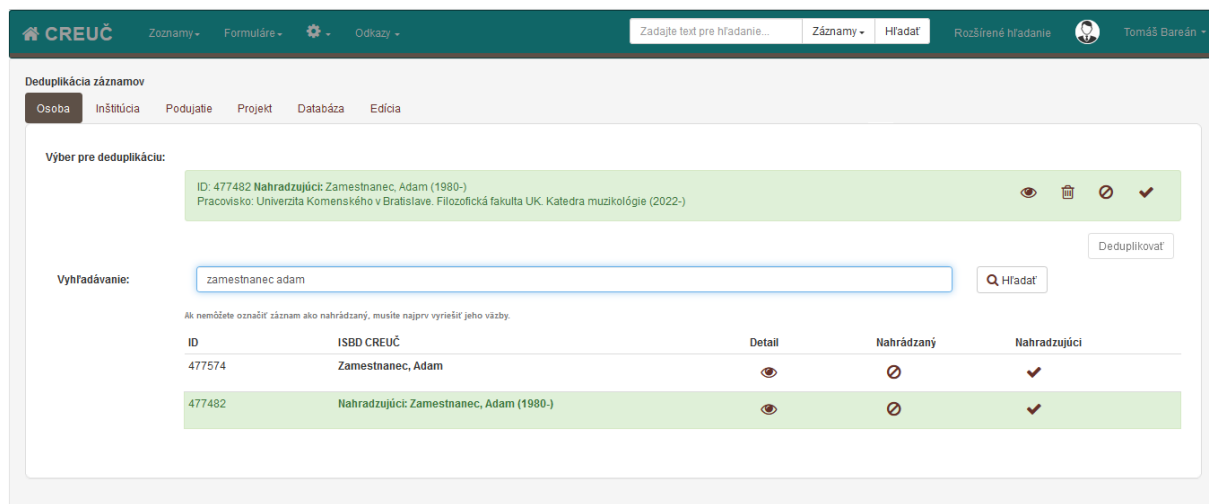 CREUČ Zoznamy Formuláre Odkazy Zadajte text pre hľadanie... Záznamy Hľadať Rozšírené hľadanie Tomáš Bareán
Deduplikácia záznamov
Osoba Inštitúcia Podujatie Projekt Databáza Edícia
Výber pre deduplikáciu:
ID: 477482 Nahradzujúci: Zamestnanec, Adam (1980-)
Pracovisko: Univerzita Komenského v Bratislave. Filozofická fakulta UK. Katedra muzikológie (2022-)
Deduplikovať
Vyhľadávanie: zamestnanec adam Hľadať
Ak nemôžete označiť záznam ako nahrádzaný, musíte najprv vyriešiť jeho väzby.
ID ISBD CREUČ Detail Nahrádzaný Nahradzujúci
477574 Zamestnanec, Adam
477482 Nahradzujúci: Zamestnanec, Adam (1980-)